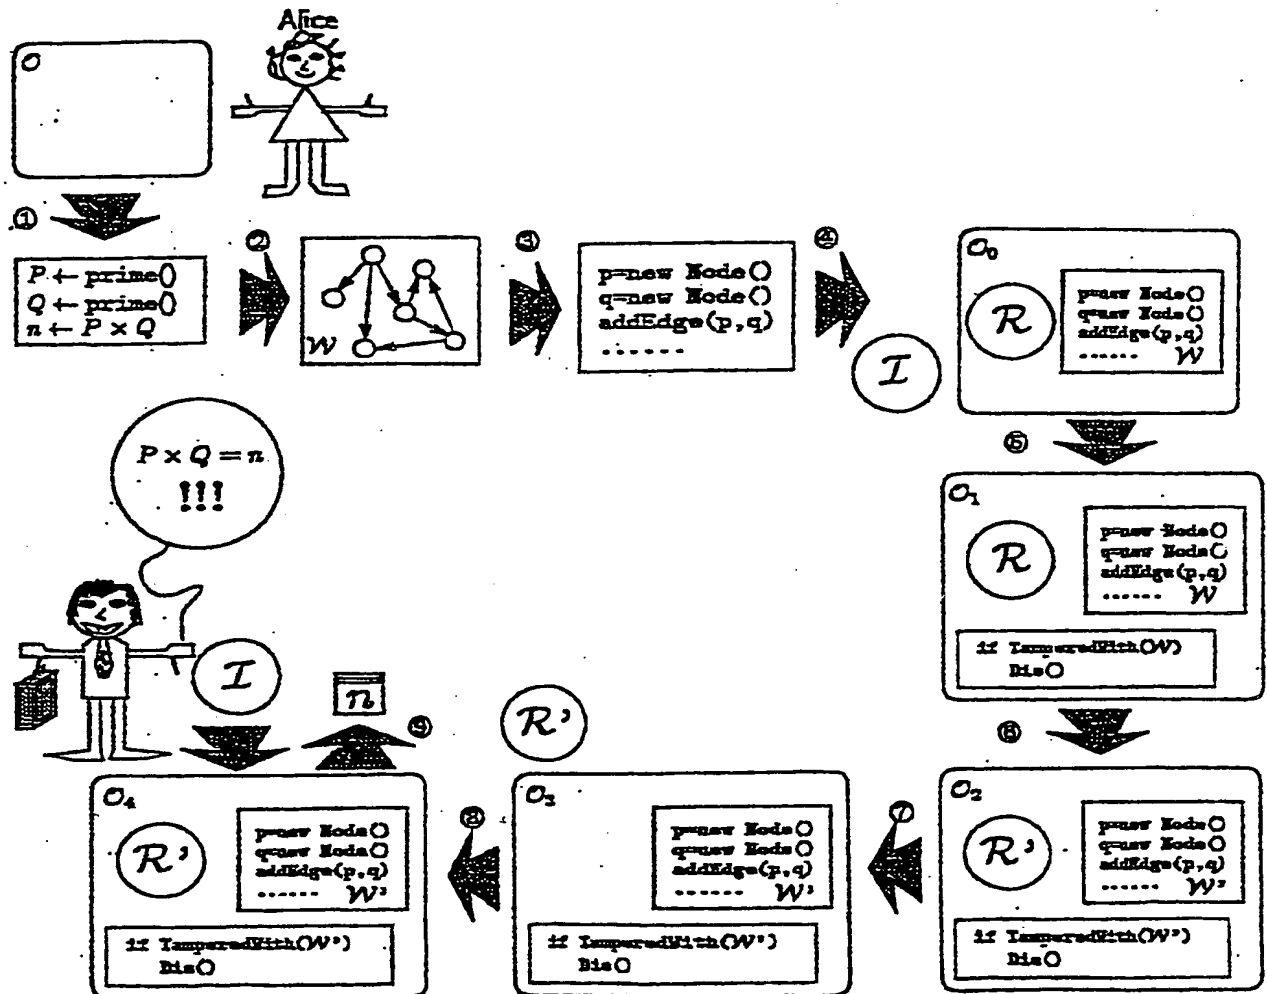 Alice
O
①
P ← prime()
Q ← prime()
n ← P × Q
②
W
③
p=new Node()
q=new Node()
addEdge(p,q)
......
④
I
O₀
R
p=new Node()
q=new Node()
addEdge(p,q)
...... W
⑤
O₁
R
p=new Node()
q=new Node()
addEdge(p,q)
...... W
if TamperedWith(W)
Die()
⑥
O₂
R'
p=new Node()
q=new Node()
addEdge(p,q)
...... W'
if TamperedWith(W')
Die()
⑦
R'
O₃
p=new Node()
q=new Node()
addEdge(p,q)
...... W'
if TamperedWith(W')
Die()
⑧
O₄
R'
p=new Node()
q=new Node()
addEdge(p,q)
...... W'
if TamperedWith(W')
Die()
I
n
⑨
P × Q = n
!!!